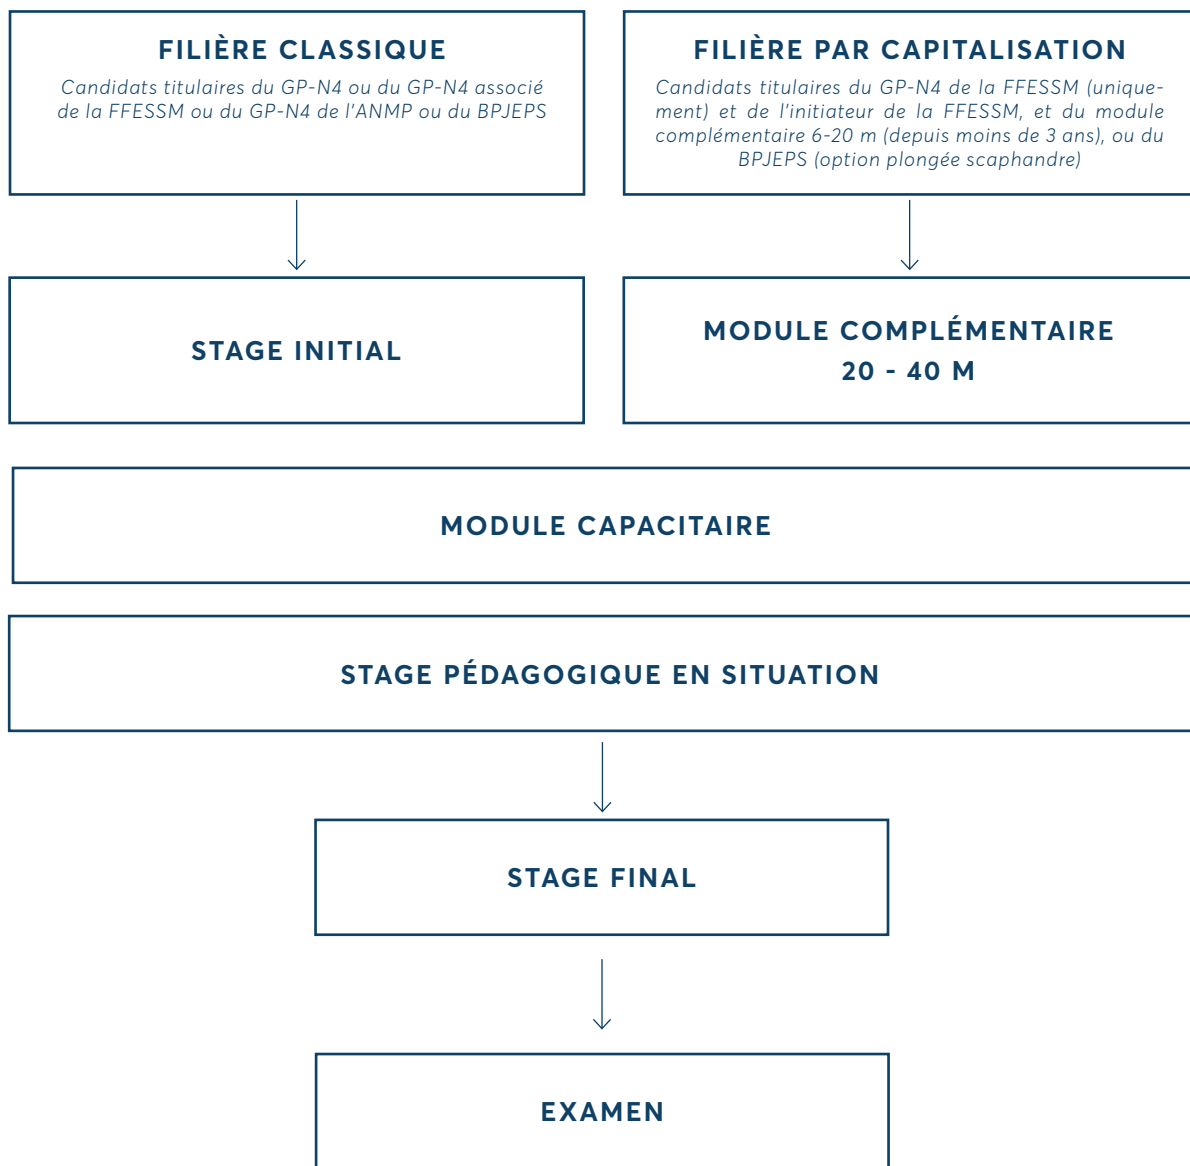 FILIÈRE CLASSIQUE
Candidats titulaires du GP-N4 ou du GP-N4 associé
de la FFESSM ou du GP-N4 de l'ANMP ou du BPJEPS
FILIÈRE PAR CAPITALISATION
Candidats titulaires du GP-N4 de la FFESSM (unique-
ment) et de l'initiateur de la FFESSM, et du module
complémentaire 6-20 m (depuis moins de 3 ans), ou du
BPJEPS (option plongée scaphandre)
STAGE INITIAL
MODULE COMPLÉMENTAIRE
20 - 40 M
MODULE CAPACITAIRE
STAGE PÉDAGOGIQUE EN SITUATION
STAGE FINAL
EXAMEN